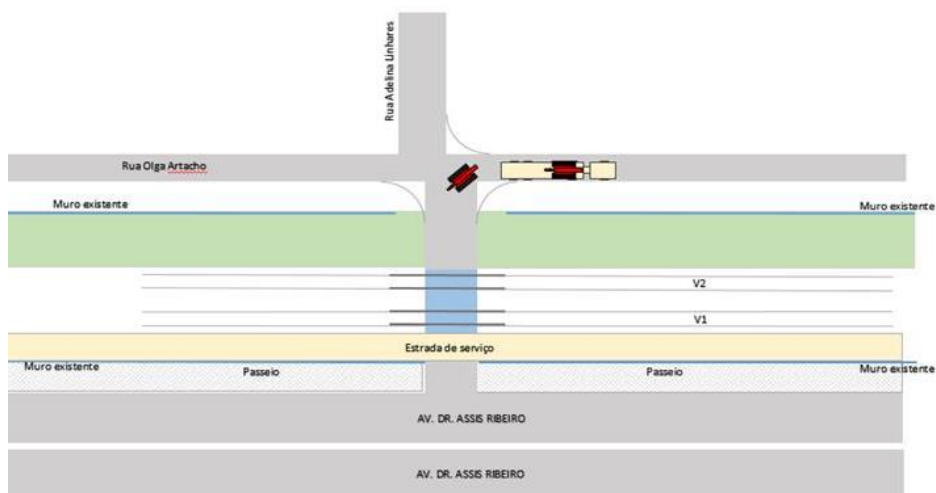 Rua Adelina Linhares
Rua Olga Artacho
Muro existente
Muro existente
V2
V1
Estrada de serviço
Muro existente
Passeio
Passeio
Muro existente
AV. DR. ASSIS RIBEIRO
AV. DR. ASSIS RIBEIRO